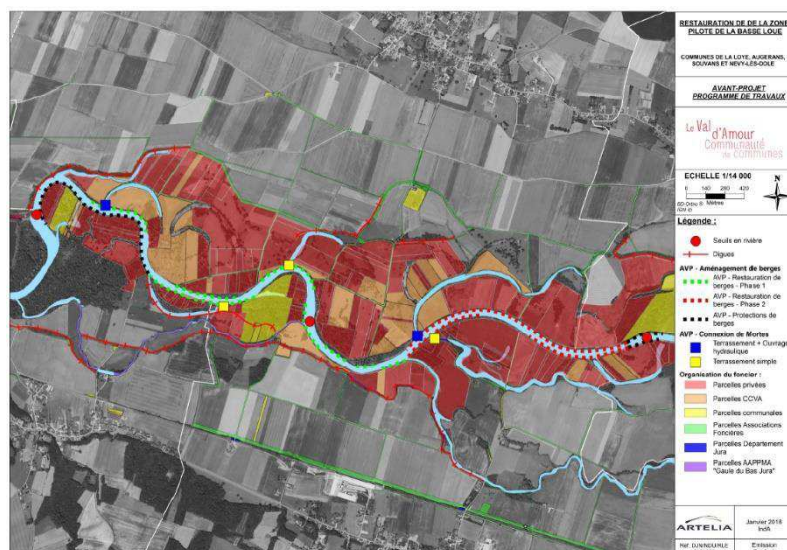 RESTAURATION DE DE LA ZONE
PILOTE DE LA BASSE LOUE
COMMUNES DE LA LOYE, AUGERANS,
SOUVANS ET NEVY-LÈS-DOLE
AVANT-PROJET
PROGRAMME DE TRAVAUX
Le Val
d'Amour
Communauté
de communes
ECHELLE 1/14 000
0 140 280 420
Mètres
N
Légende :
Seuils en rivière
Digues
AVP - Aménagement de berges
AVP - Restauration de
berges - Phase 1
AVP - Restauration de
berges - Phase 2
AVP - Protections de
berges
AVP - Connexion de Mortes
Terrassement + Ouvrage
hydraulique
Terrassement simple
Organisation du foncier :
Parcelles privées
Parcelles CCVA
Parcelles communales
Parcelles Associations
Foncières
Parcelles Département
Jura
Parcelles AAPPMA
"Gaule du Bas Jura"
ARTELIA
Janvier 2018
IndA
Emission